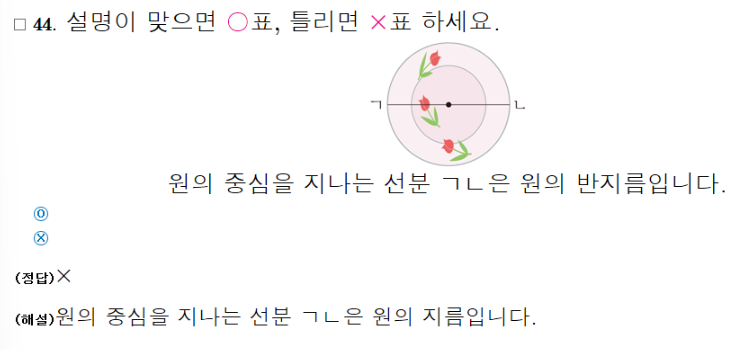 □ 44. 설명이 맞으면 ○표, 틀리면 ×표 하세요.
ㄱ ㄴ
원의 중심을 지나는 선분 ㄱㄴ은 원의 반지름입니다.
Ⓞ
ⓧ
(정답)×
(해설)원의 중심을 지나는 선분 ㄱㄴ은 원의 지름입니다.